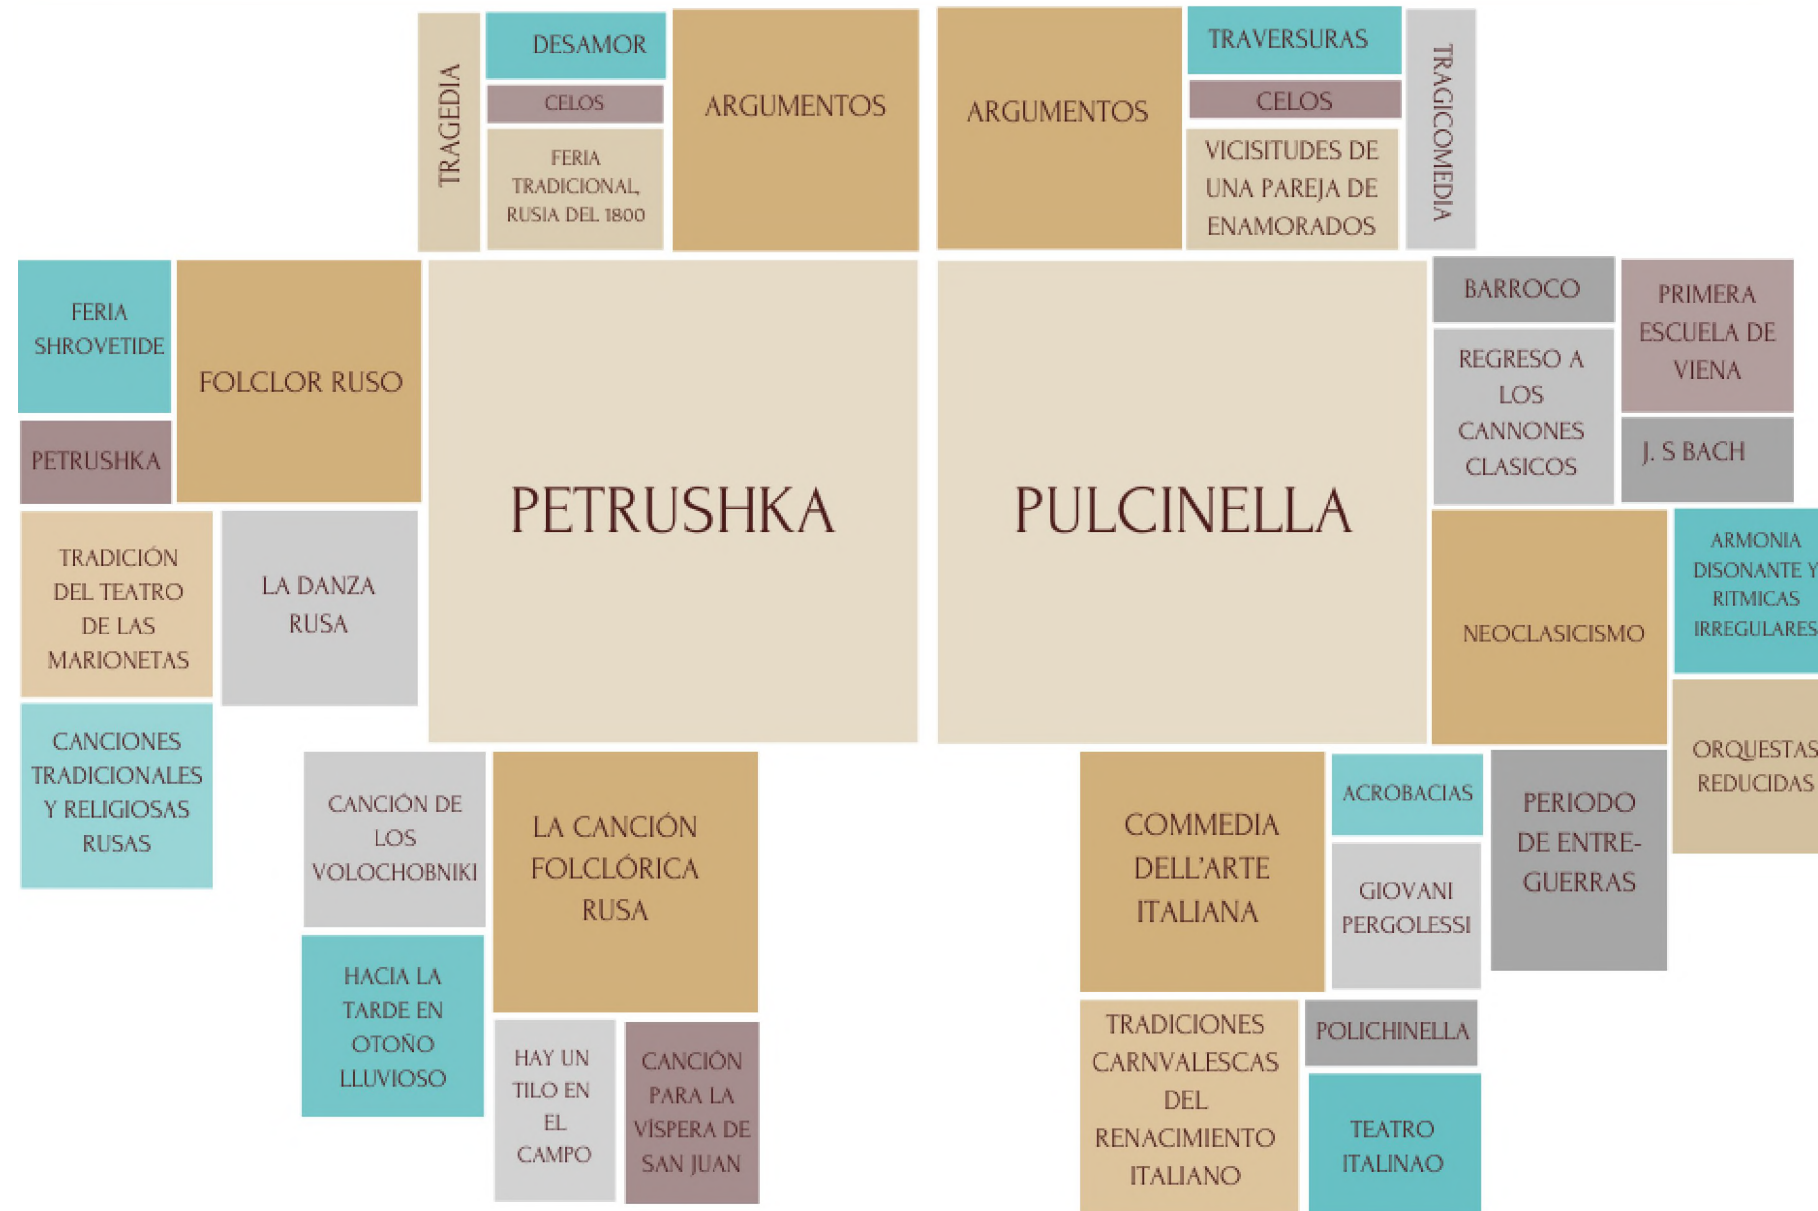 TRAGEDIA
DESAMOR
CELOS
FERIA
TRADICIONAL,
RUSIA DEL 1800
ARGUMENTOS
ARGUMENTOS
TRAVERSURAS
CELOS
VICISITUDES DE
UNA PAREJA DE
ENAMORADOS
TRAGICOMEDIA
FERIA
SHROVETIDE
FOLCLOR RUSO
PETRUSHKA
TRADICIÓN
DEL TEATRO
DE LAS
MARIONETAS
LA DANZA
RUSA
CANCIONES
TRADICIONALES
Y RELIGIOSAS
RUSAS
PETRUSHKA
PULCINELLA
BARROCO
PRIMERA
ESCUELA DE
VIENA
REGRESO A
LOS
CANNONES
CLASICOS
J. S BACH
NEOCLASICISMO
ARMONIA
DISONANTE Y
RITMICAS
IRREGULARES
ORQUESTAS
REDUCIDAS
CANCIÓN DE
LOS
VOLOCHOBNIKI
LA CANCIÓN
FOLCLÓRICA
RUSA
HACIA LA
TARDE EN
OTOÑO
LLUVIOSO
HAY UN
TILO EN
EL
CAMPO
CANCIÓN
PARA LA
VÍSPERA DE
SAN JUAN
COMMEDIA
DELL'ARTE
ITALIANA
ACROBACIAS
GIOVANI
PERGOLESSI
PERIODO
DE ENTRE-
GUERRAS
TRADICIONES
CARNVALESCAS
DEL
RENACIMIENTO
ITALIANO
POLICHINELLA
TEATRO
ITALINAO